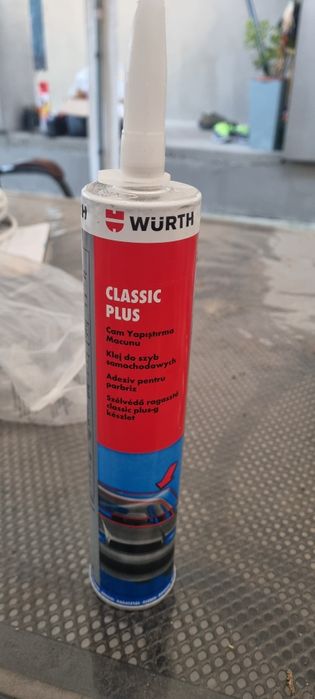 WÜRTH
CLASSIC
PLUS
Cam Yapıştırma
Macunu
Klej do szyb
samochodowych
Adeziv pentru
parbriz
Szélvédő ragasztó
classic plus-g
készlet